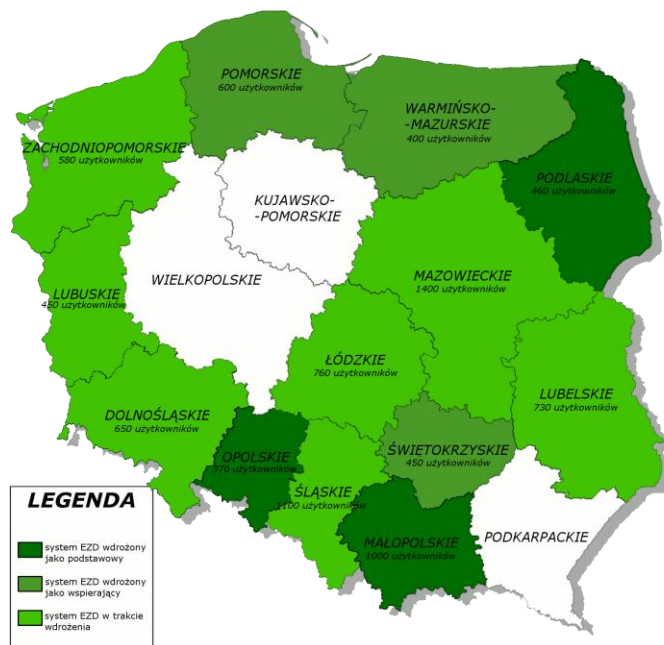 POMORSKIE
600 użytkowników
WARMIŃSKO-
-MAZURSKIE
400 użytkowników
ZACHODNIOPOMORSKIE
580 użytkowników
PODLASKIE
460 użytkowników
KUJAWSKO-
-POMORSKIE
WIELKOPOLSKIE
MAZOWIECKIE
1400 użytkowników
LUBUSKIE
450 użytkowników
ŁÓDZKIE
760 użytkowników
LUBELSKIE
730 użytkowników
DOLNOŚLĄSKIE
650 użytkowników
OPOLSKIE
370 użytkowników
ŚWIĘTOKRZYSKIE
450 użytkowników
ŚLĄSKIE
1100 użytkowników
MAŁOPOLSKIE
1000 użytkowników
PODKARPACKIE
LEGENDA
system EZD wdrożony
jako podstawowy
system EZD wdrożony
jako wspierający
system EZD w trakcie
wdrożenia